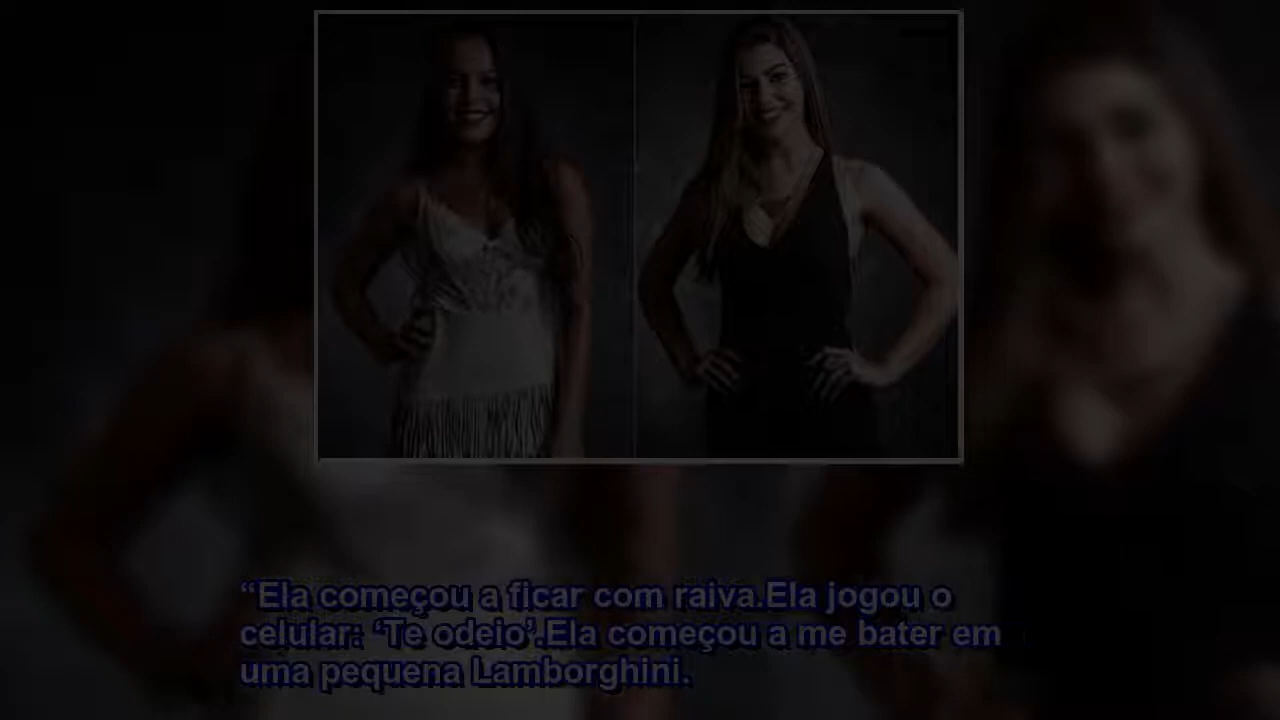 “Ela começou a ficar com raiva.Ela jogou o
celular: ‘Te odeio’.Ela começou a me bater em
uma pequena Lamborghini.